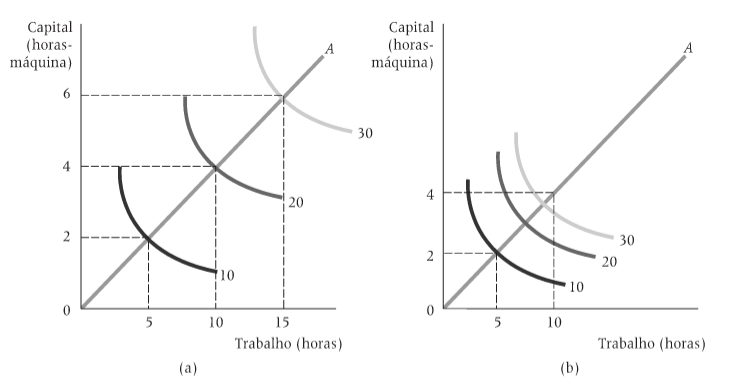 Capital
(horas-
máquina)
A
6
4
2
0
30
20
10
5
10
15
Trabalho (horas)
(a)
Capital
(horas-
máquina)
A
4
2
0
30
20
10
5
10
Trabalho (horas)
(b)